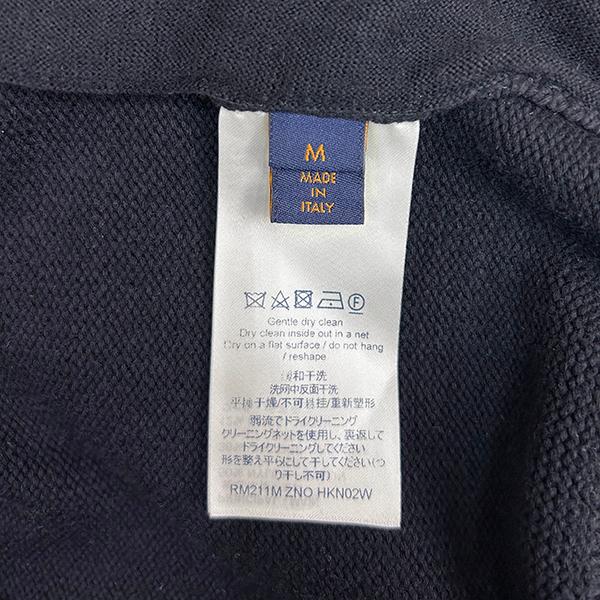 M
MADE
IN
ITALY
Gentle dry clean
Dry clean inside out in a net
Dry on a flat surface / do not hang
/ reshape
缓和干洗
洗网中反面干洗
平摊干燥/不可悬挂/重新塑形
弱流でドライクリーニング
クリーニングネットを使用し、裏返して
ドライクリーニングしてください
形を整え平らにして干してください(つ
り干し不可)
RM211M ZNO HKN02W